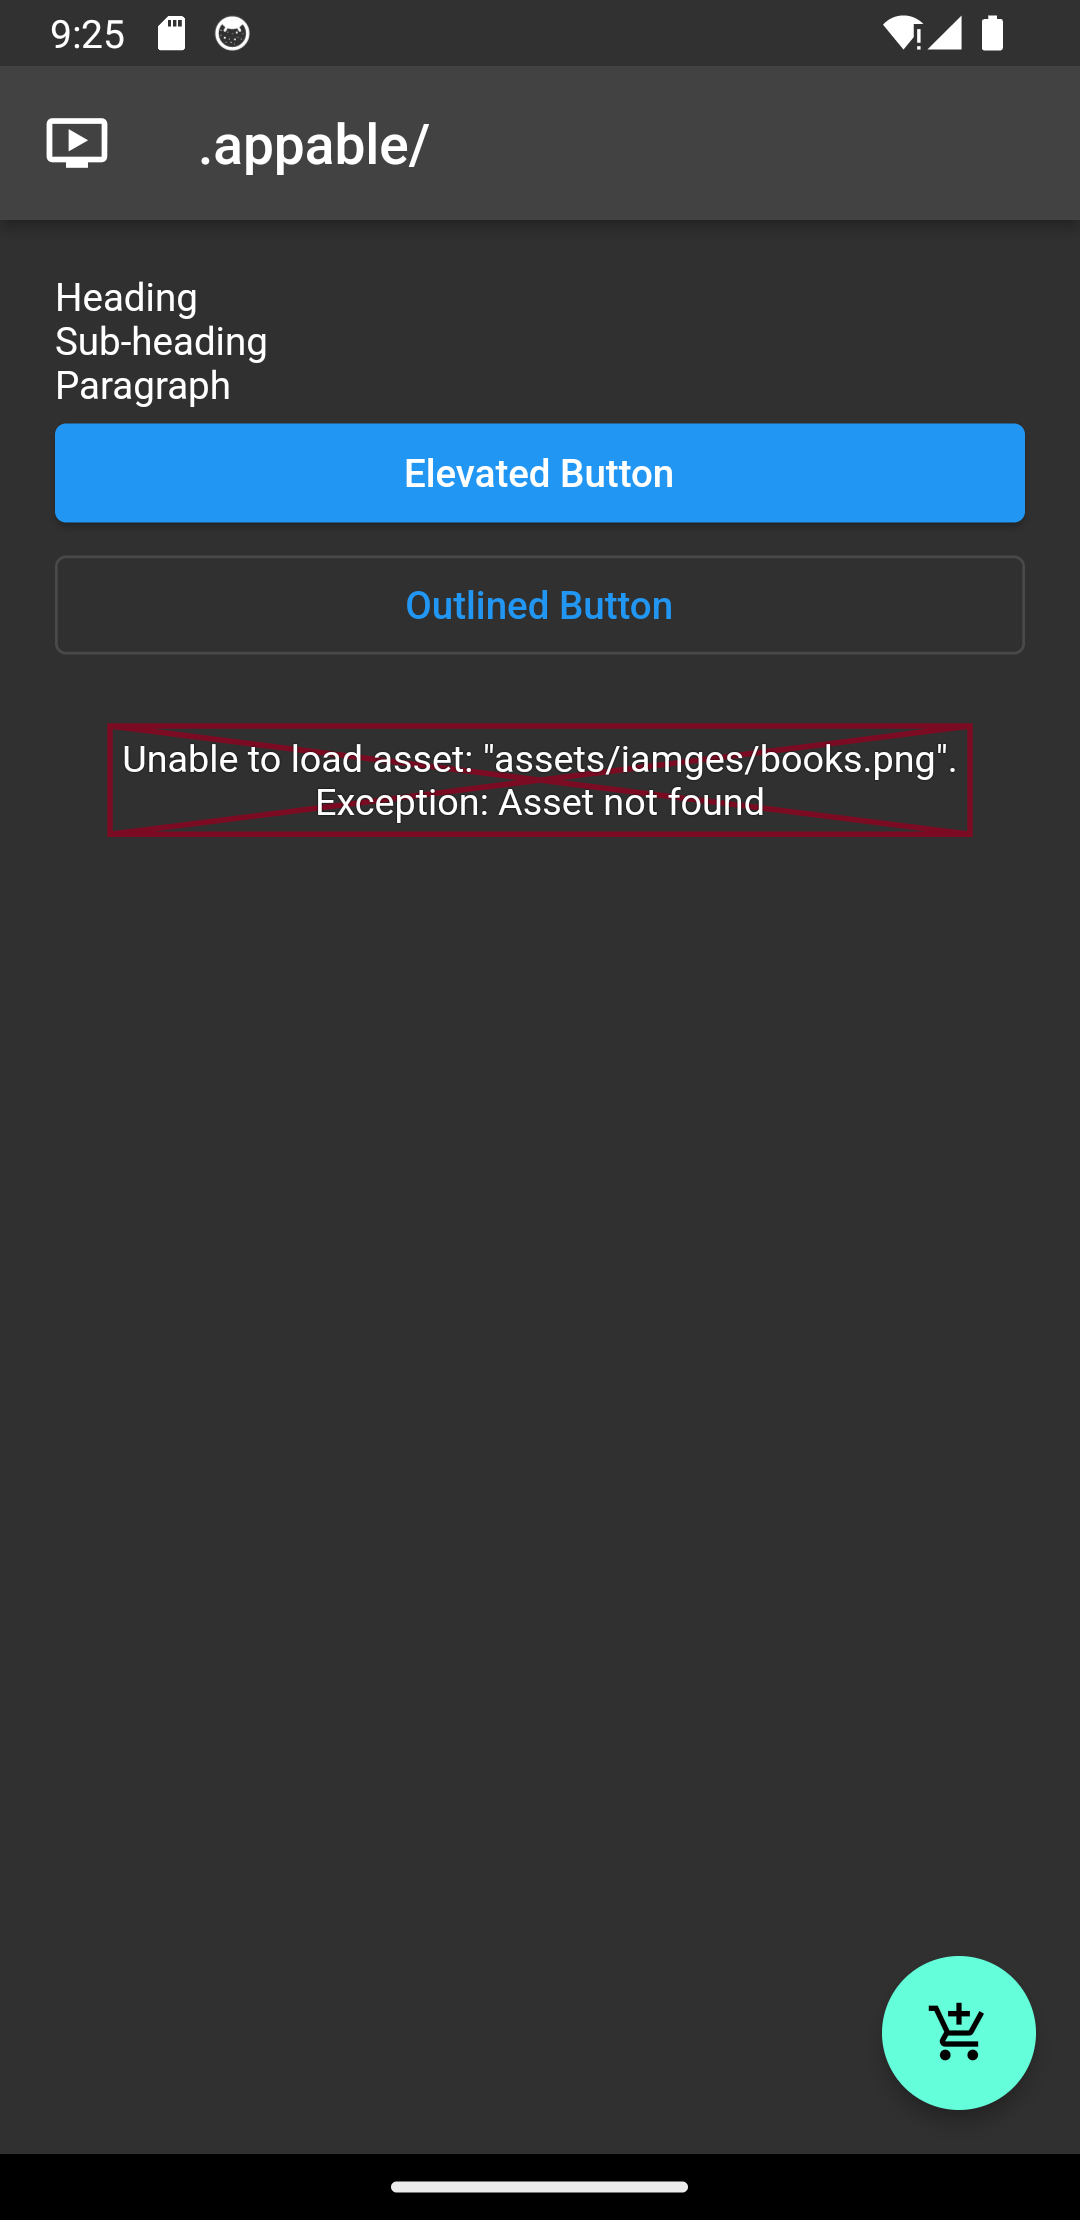 9:25
.appable/
Heading
Sub-heading
Paragraph
Elevated Button
Outlined Button
Unable to load asset: "assets/iamges/books.png".
Exception: Asset not found